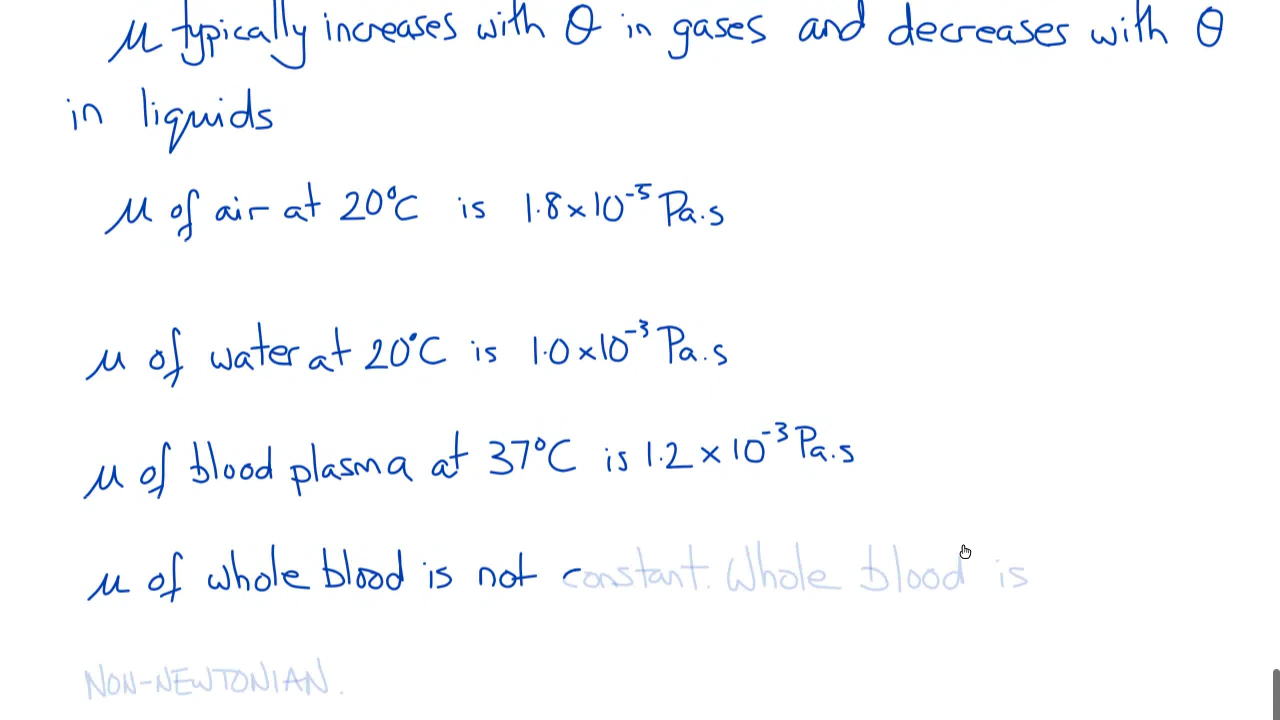 μ typically increases with θ in gases and decreases with θ
in liquids
μ of air at 20°C is 1.8×10⁻⁵ Pa.s
μ of water at 20°C is 1.0×10⁻³ Pa.s
μ of blood plasma at 37°C is 1.2×10⁻³ Pa.s
μ of whole blood is not constant. Whole blood is
NON-NEWTONIAN.